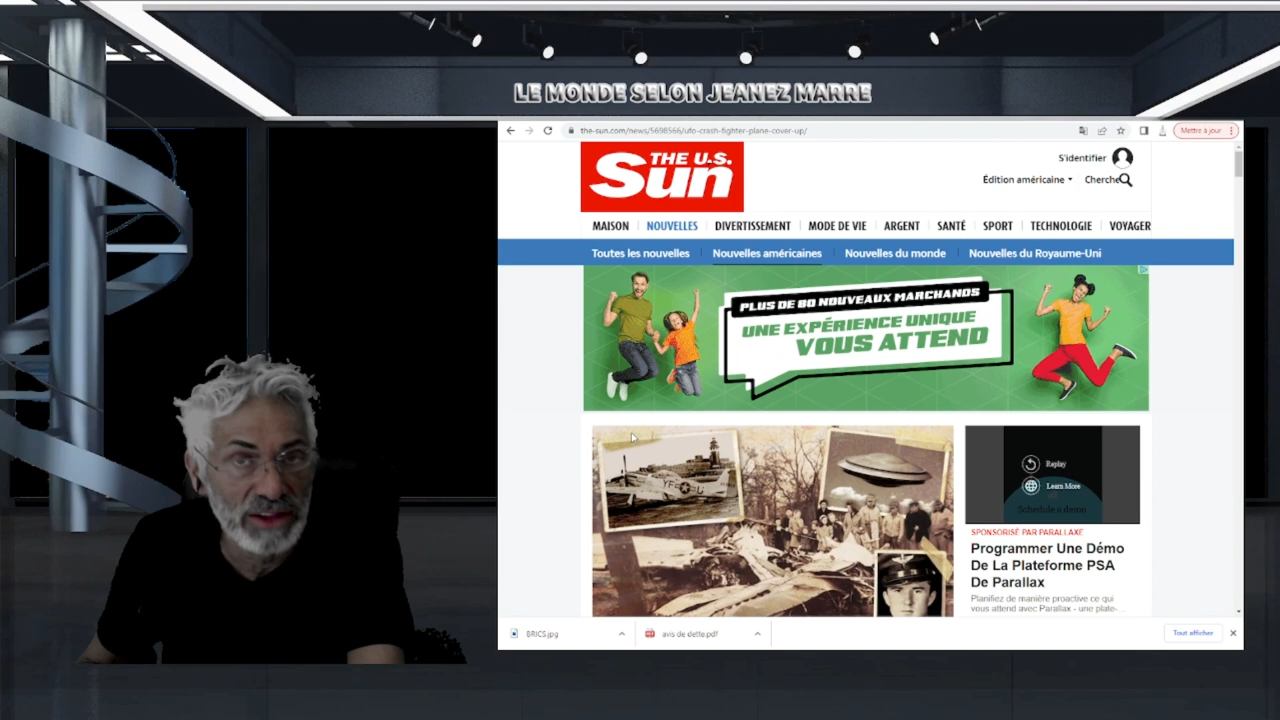 LE MONDE SELON JEANEZ MARRE
the-sun.com/news/5698566/ufo-crash-fighter-plane-cover-up/
Mettre à jour
THE U.S.
Sun
S'identifier
Édition américaine
Cherche
MAISON NOUVELLES DIVERTISSEMENT MODE DE VIE ARGENT SANTÉ SPORT TECHNOLOGIE VOYAGER
Toutes les nouvelles Nouvelles américaines Nouvelles du monde Nouvelles du Royaume-Uni
PLUS DE 80 NOUVEAUX MARCHANDS
UNE EXPÉRIENCE UNIQUE
VOUS ATTEND
YF U
Replay
Learn More
Schedule a demo
SPONSORISÉ PAR PARALLAXE
Programmer Une Démo
De La Plateforme PSA
De Parallax
Planifiez de manière proactive ce qui
vous attend avec Parallax - une plate-...
BRICS.jpg
avis de dette.pdf
Tout afficher